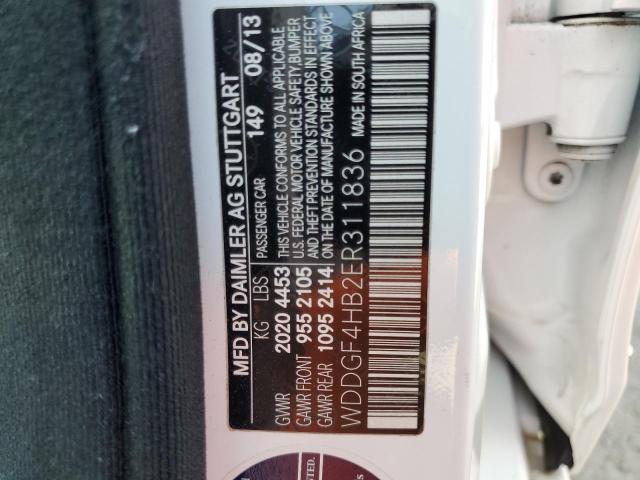 MFD BY DAIMLER AG STUTTGART
149 08/13
KG LBS PASSENGER CAR
GVWR 2020 4453
GAWR FRONT 955 2105
GAWR REAR 1095 2414
THIS VEHICLE CONFORMS TO ALL APPLICABLE
U.S. FEDERAL MOTOR VEHICLE SAFETY, BUMPER
AND THEFT PREVENTION STANDARDS IN EFFECT
ON THE DATE OF MANUFACTURE SHOWN ABOVE
WDDGF4HB2ER311836 MADE IN SOUTH AFRICA